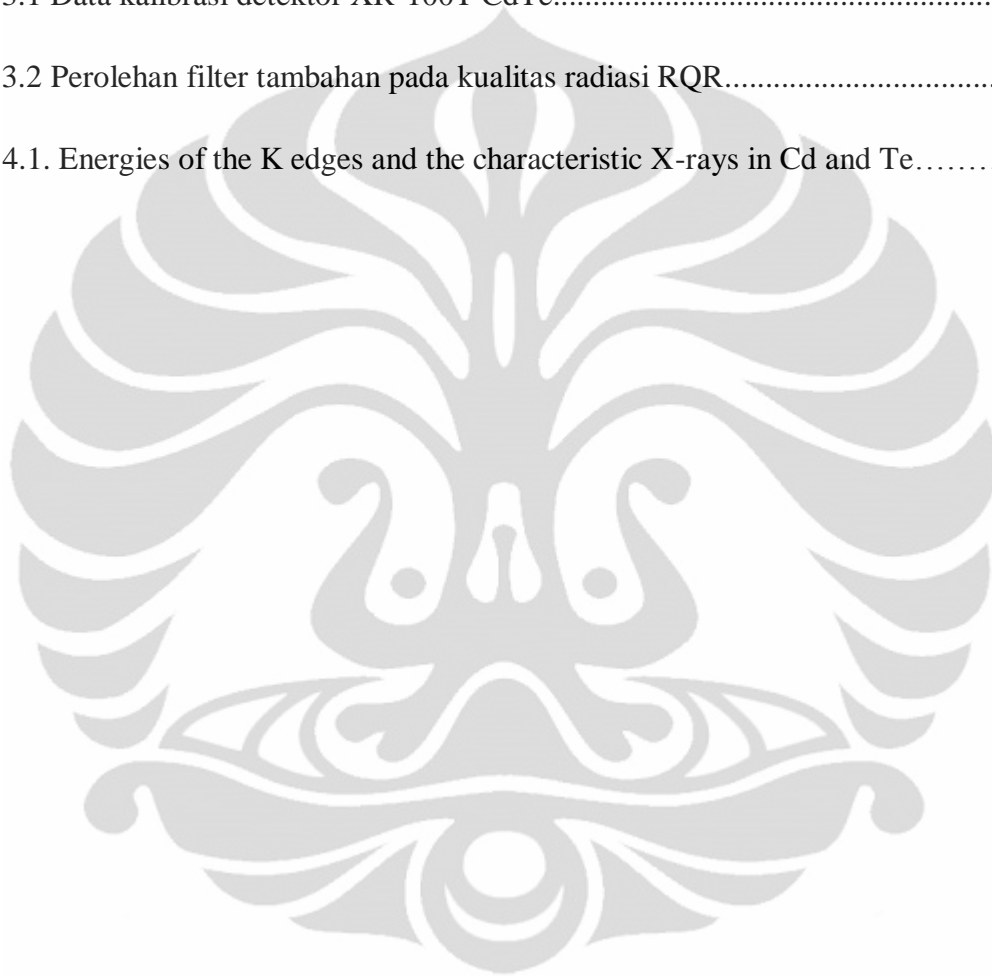 3.1 Data kalibrasi detektor XR-100T CdTe.....................................................
3.2 Perolehan filter tambahan pada kualitas radiasi RQR.................................
4.1. Energies of the K edges and the characteristic X-rays in Cd and Te………